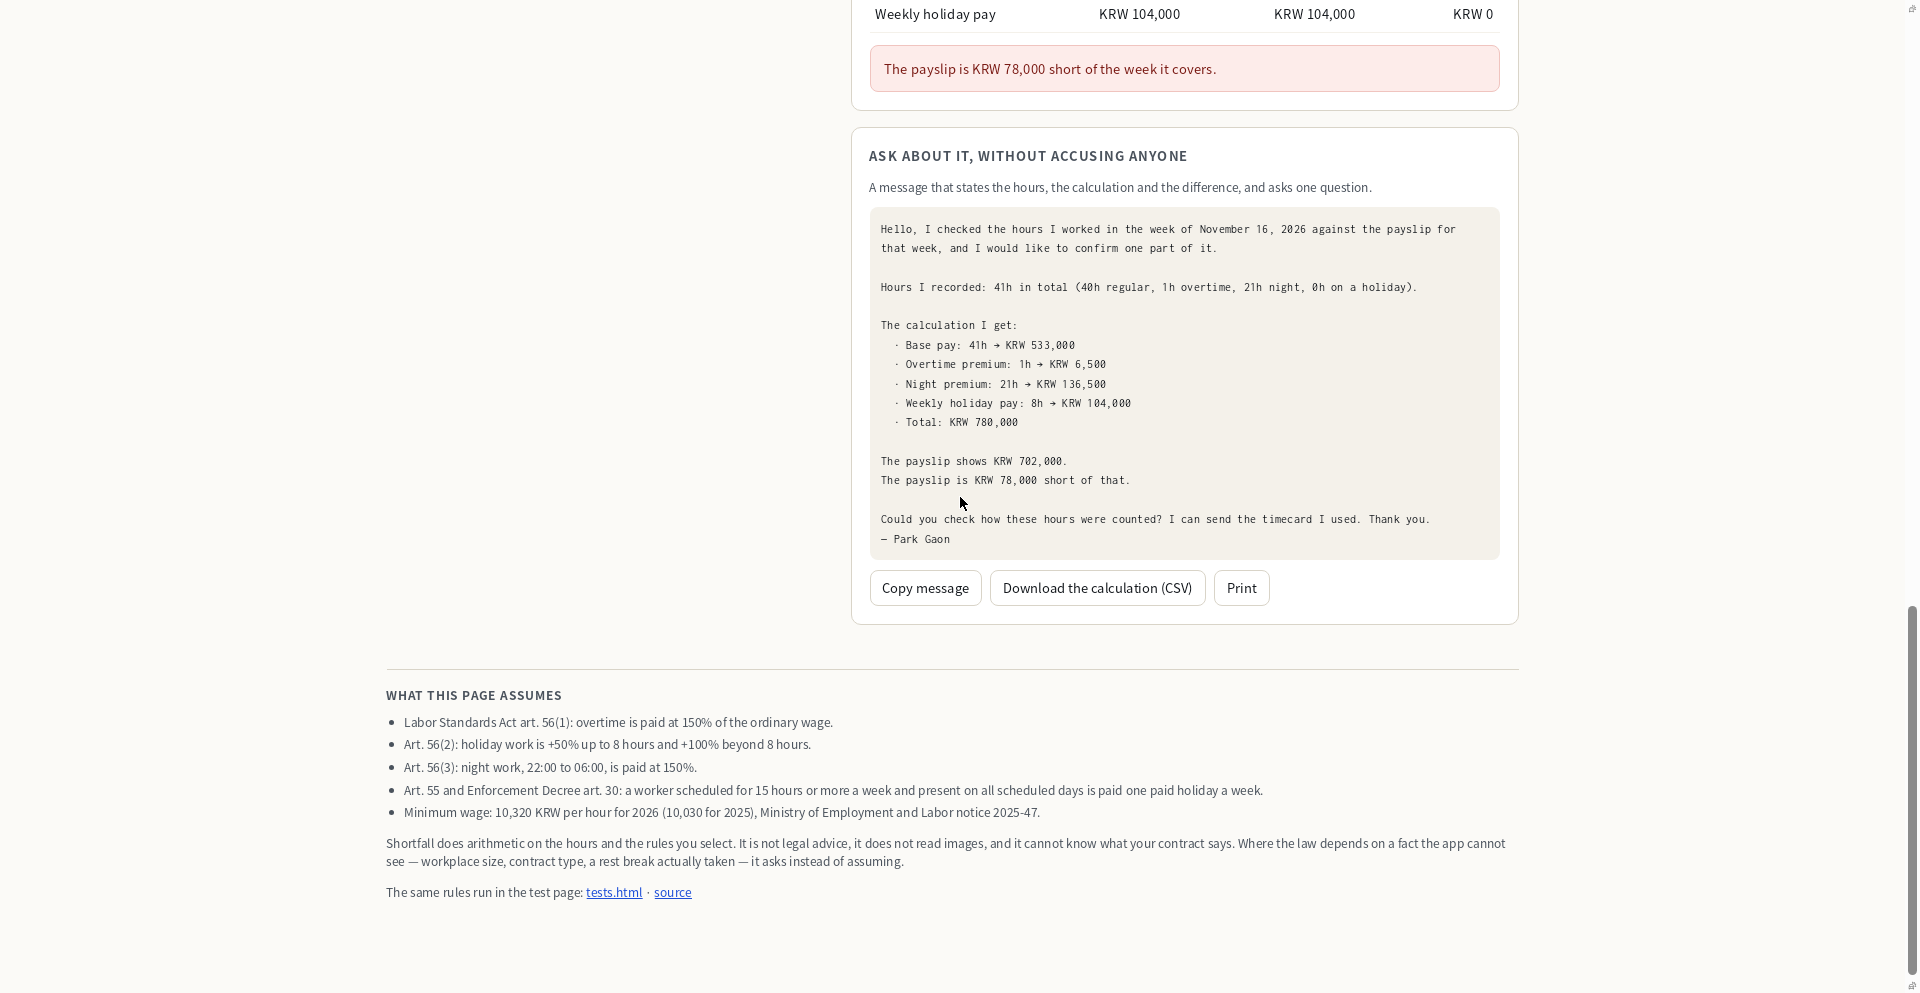 Weekly holiday pay KRW 104,000 KRW 104,000 KRW 0
The payslip is KRW 78,000 short of the week it covers.
ASK ABOUT IT, WITHOUT ACCUSING ANYONE
A message that states the hours, the calculation and the difference, and asks one question.
Hello, I checked the hours I worked in the week of November 16, 2026 against the payslip for
that week, and I would like to confirm one part of it.
Hours I recorded: 41h in total (40h regular, 1h overtime, 21h night, 0h on a holiday).
The calculation I get:
· Base pay: 41h → KRW 533,000
· Overtime premium: 1h → KRW 6,500
· Night premium: 21h → KRW 136,500
· Weekly holiday pay: 8h → KRW 104,000
· Total: KRW 780,000
The payslip shows KRW 702,000.
The payslip is KRW 78,000 short of that.
Could you check how these hours were counted? I can send the timecard I used. Thank you.
— Park Gaon
Copy message Download the calculation (CSV) Print
WHAT THIS PAGE ASSUMES
• Labor Standards Act art. 56(1): overtime is paid at 150% of the ordinary wage.
• Art. 56(2): holiday work is +50% up to 8 hours and +100% beyond 8 hours.
• Art. 56(3): night work, 22:00 to 06:00, is paid at 150%.
• Art. 55 and Enforcement Decree art. 30: a worker scheduled for 15 hours or more a week and present on all scheduled days is paid one paid holiday a week.
• Minimum wage: 10,320 KRW per hour for 2026 (10,030 for 2025), Ministry of Employment and Labor notice 2025-47.
Shortfall does arithmetic on the hours and the rules you select. It is not legal advice, it does not read images, and it cannot know what your contract says. Where the law depends on a fact the app cannot
see — workplace size, contract type, a rest break actually taken — it asks instead of assuming.
The same rules run in the test page: tests.html · source